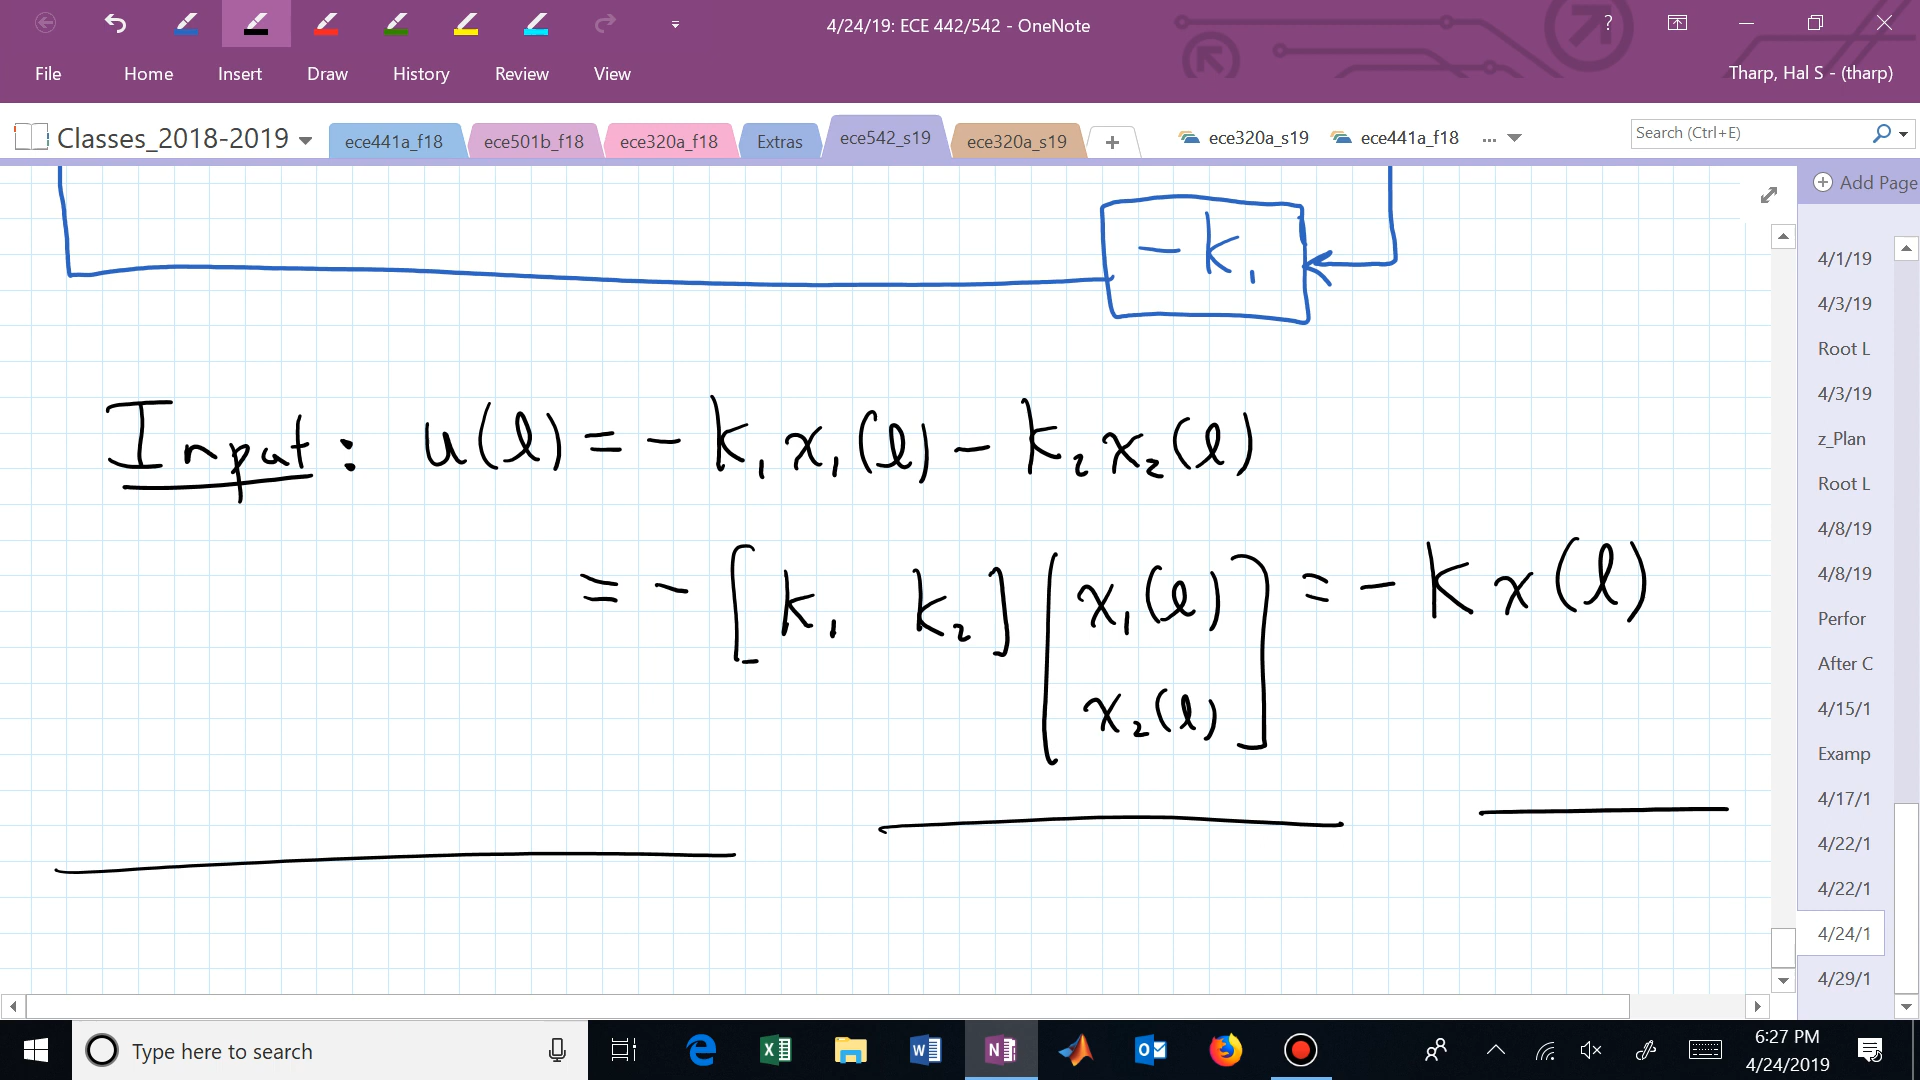 4/24/19: ECE 442/542 - OneNote
?
File Home Insert Draw History Review View
Tharp, Hal S - (tharp)
Classes_2018-2019
ece441a_f18 ece501b_f18 ece320a_f18 Extras ece542_s19 ece320a_s19 +
ece320a_s19 ece441a_f18 ...
Search (Ctrl+E)
Add Page
4/1/19
4/3/19
Root L
4/3/19
z_Plan
Root L
4/8/19
4/8/19
Perfor
After C
4/15/1
Examp
4/17/1
4/22/1
4/22/1
4/24/1
4/29/1
-K₁
Input: u(l) = -K₁x₁(l) - K₂x₂(l)
= -[K₁ K₂][x₁(l)
x₂(l)] = -Kx(l)
Type here to search
6:27 PM
4/24/2019